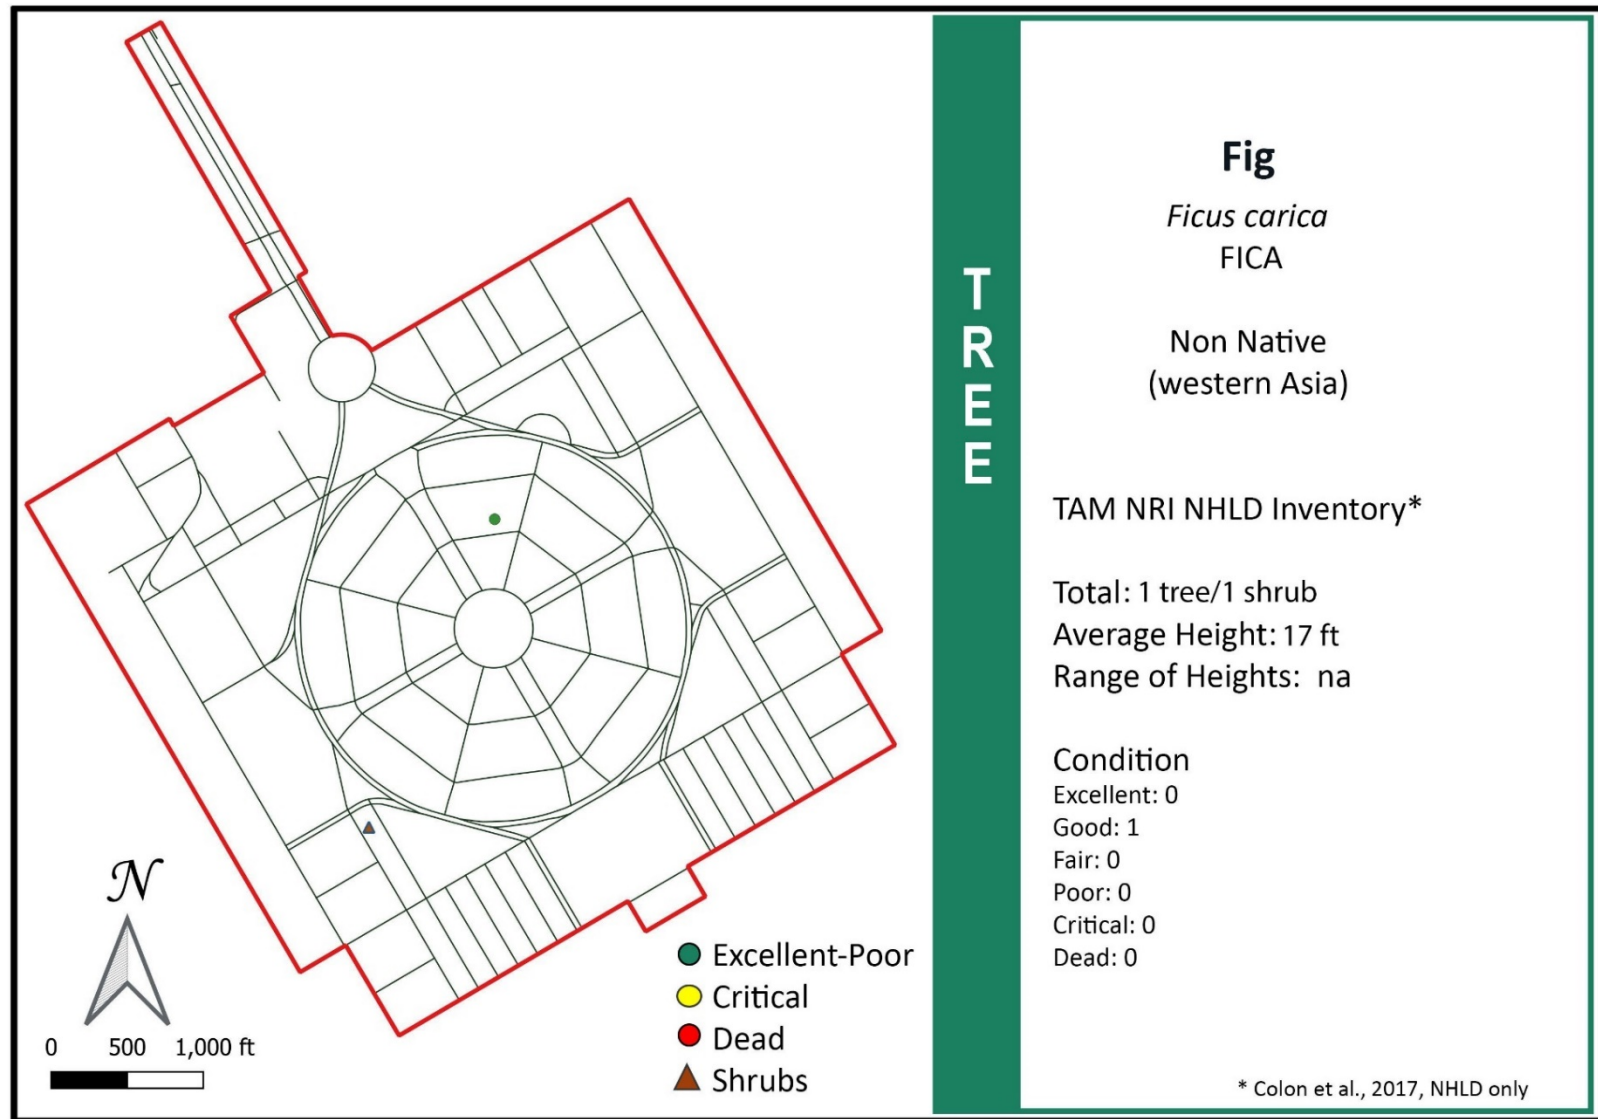 N
0 500 1,000 ft
Excellent-Poor
Critical
Dead
Shrubs
TREE
Fig
Ficus carica
FICA
Non Native
(western Asia)
TAM NRI NHLD Inventory*
Total: 1 tree/1 shrub
Average Height: 17 ft
Range of Heights: na
Condition
Excellent: 0
Good: 1
Fair: 0
Poor: 0
Critical: 0
Dead: 0
* Colon et al., 2017, NHLD only